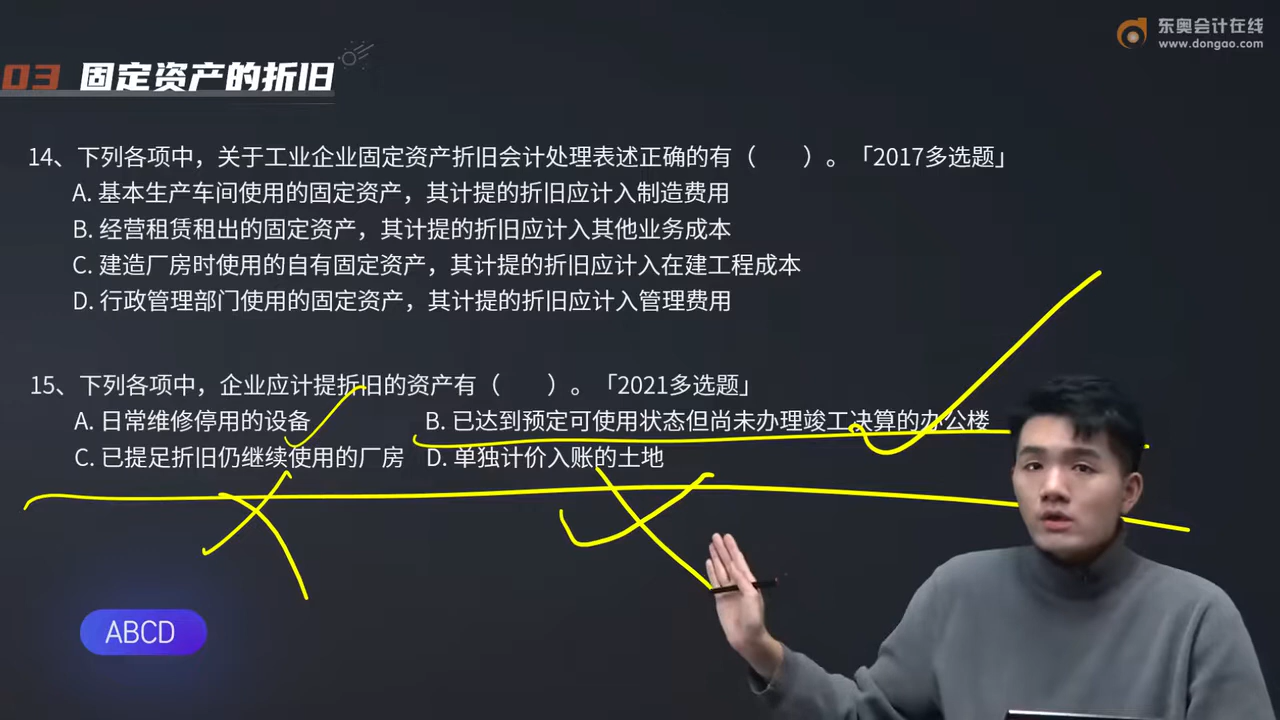 东奥会计在线
www.dongao.com
03 固定资产的折旧
14、下列各项中，关于工业企业固定资产折旧会计处理表述正确的有（　　）。「2017多选题」
A. 基本生产车间使用的固定资产，其计提的折旧应计入制造费用
B. 经营租赁租出的固定资产，其计提的折旧应计入其他业务成本
C. 建造厂房时使用的自有固定资产，其计提的折旧应计入在建工程成本
D. 行政管理部门使用的固定资产，其计提的折旧应计入管理费用
15、下列各项中，企业应计提折旧的资产有（　　）。「2021多选题」
A. 日常维修停用的设备 B. 已达到预定可使用状态但尚未办理竣工决算的办公楼
C. 已提足折旧仍继续使用的厂房 D. 单独计价入账的土地
ABCD